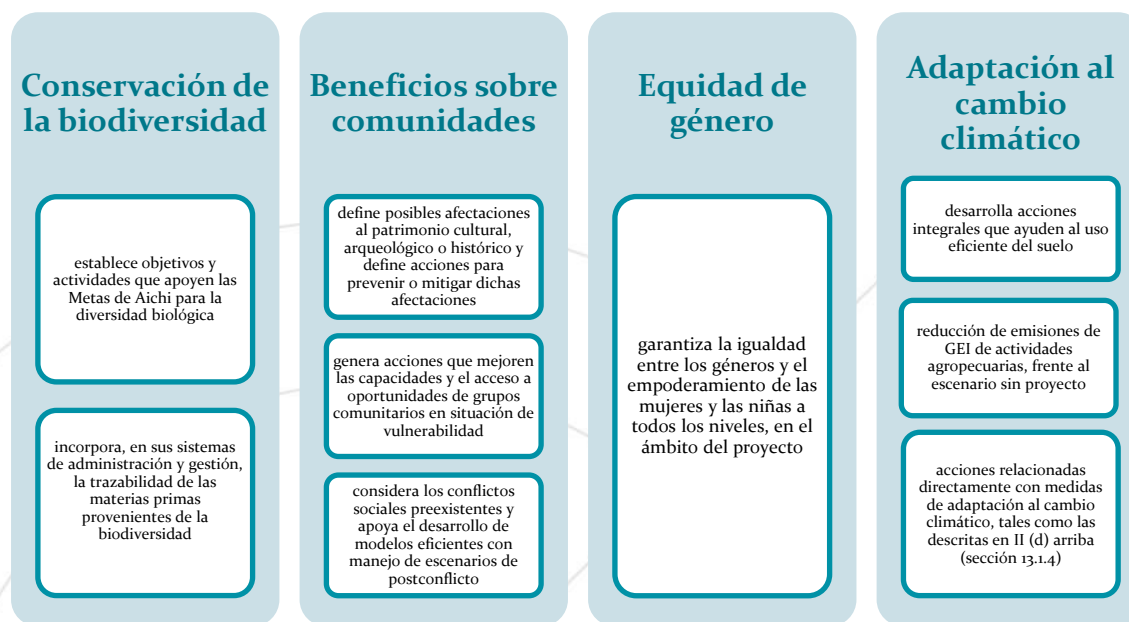 Conservación de
la biodiversidad
establece objetivos y
actividades que apoyen las
Metas de Aichi para la
diversidad biológica
incorpora, en sus sistemas
de administración y gestión,
la trazabilidad de las
materias primas
provenientes de la
biodiversidad
Beneficios sobre
comunidades
define posibles afectaciones
al patrimonio cultural,
arqueológico o histórico y
define acciones para
prevenir o mitigar dichas
afectaciones
genera acciones que mejoren
las capacidades y el acceso a
oportunidades de grupos
comunitarios en situación de
vulnerabilidad
considera los conflictos
sociales preexistentes y
apoya el desarrollo de
modelos eficientes con
manejo de escenarios de
postconflicto
Equidad de
género
garantiza la igualdad
entre los géneros y el
empoderamiento de las
mujeres y las niñas a
todos los niveles, en el
ámbito del proyecto
Adaptación al
cambio
climático
desarrolla acciones
integrales que ayuden al uso
eficiente del suelo
reducción de emisiones de
GEI de actividades
agropecuarias, frente al
escenario sin proyecto
acciones relacionadas
directamente con medidas
de adaptación al cambio
climático, tales como las
descritas en II (d) arriba
(sección 13.1.4)